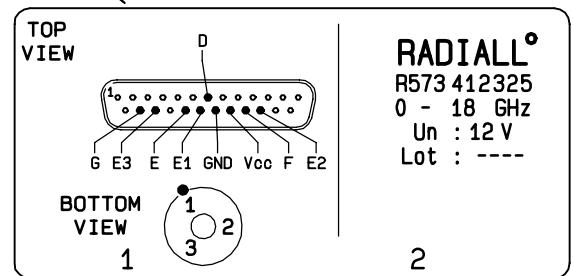 TOP
VIEW
D
1
G E3 E E1 GND Vcc F E2
BOTTOM
VIEW
1
2
3
1
RADIALL°
R573 412325
0 - 18 GHz
Un : 12 V
Lot : ----
2